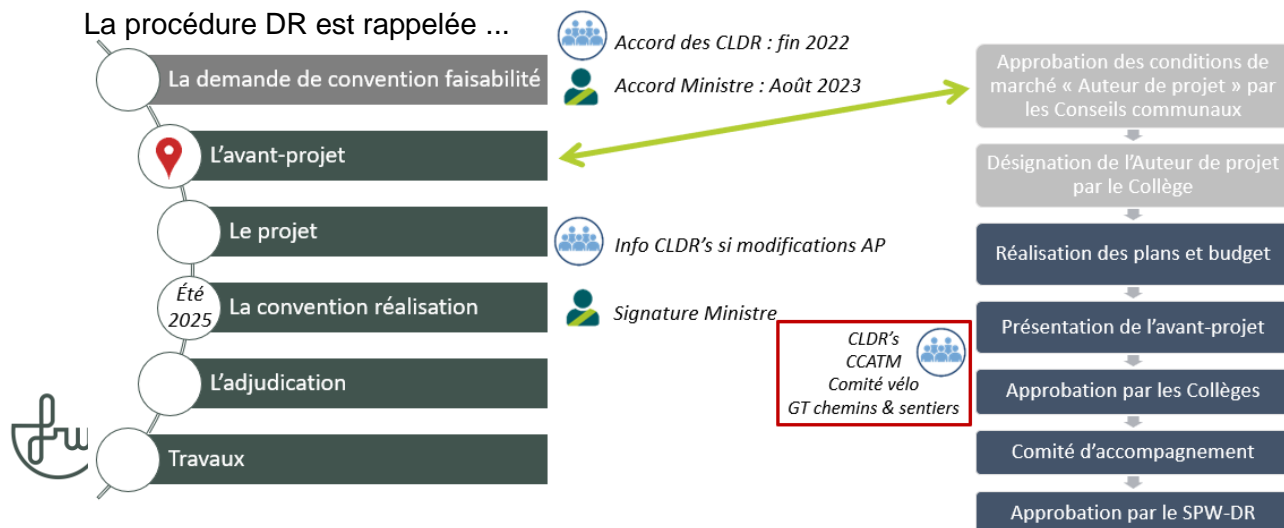 La procédure DR est rappelée ...
La demande de convention faisabilité
Accord des CLDR : fin 2022
Accord Ministre : Août 2023
L'avant-projet
Le projet
Info CLDR's si modifications AP
Été
2025
La convention réalisation
Signature Ministre
L'adjudication
Travaux
CLDR's
CCATM
Comité vélo
GT chemins & sentiers
Approbation des conditions de
marché « Auteur de projet » par
les Conseils communaux
Désignation de l'Auteur de projet
par le Collège
Réalisation des plans et budget
Présentation de l'avant-projet
Approbation par les Collèges
Comité d'accompagnement
Approbation par le SPW-DR